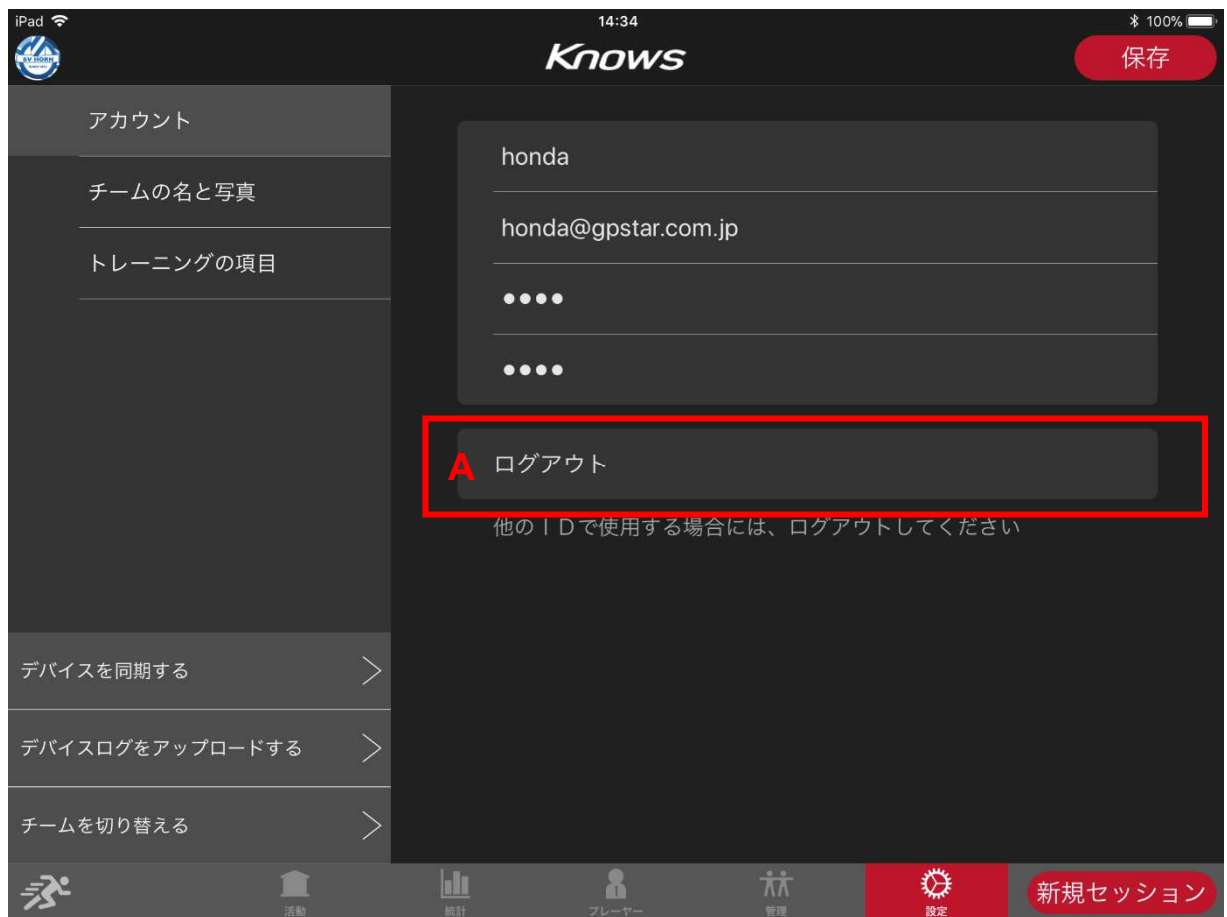 iPad 14:34 100%
SV HORN
Knows
保存
アカウント
チームの名と写真
トレーニングの項目
honda
honda@gpstar.com.jp
●●●●
●●●●
A ログアウト
他のＩＤで使用する場合には、ログアウトしてください
デバイスを同期する
デバイスログをアップロードする
チームを切り替える
活動
統計
プレーヤー
管理
設定
新規セッション